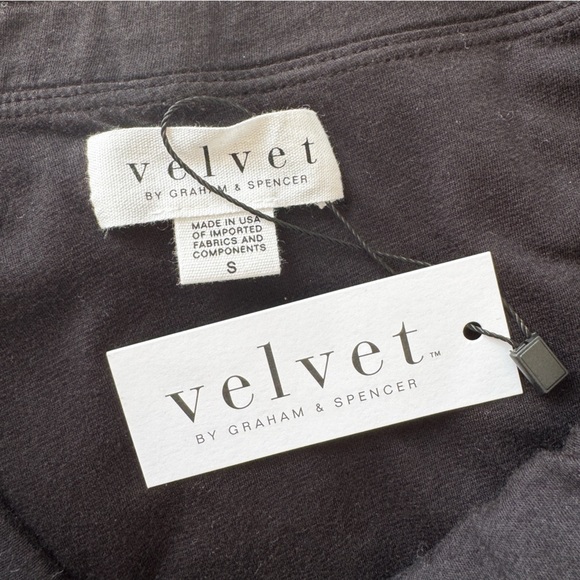 velvet
BY GRAHAM & SPENCER
MADE IN USA
OF IMPORTED
FABRICS AND
COMPONENTS
S
velvet™
BY GRAHAM & SPENCER